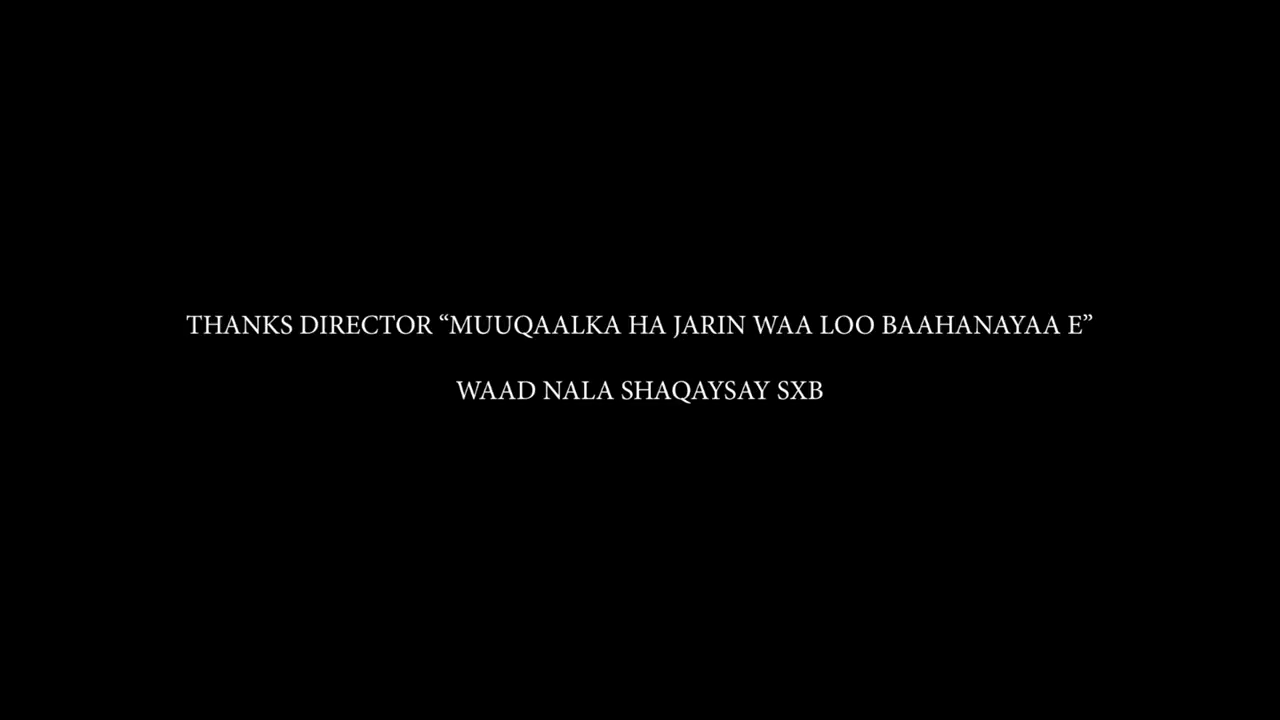 THANKS DIRECTOR “MUUQAALKA HA JARIN WAA LOO BAAHANAYAA E”
WAAD NALA SHAQAYSAY SXB